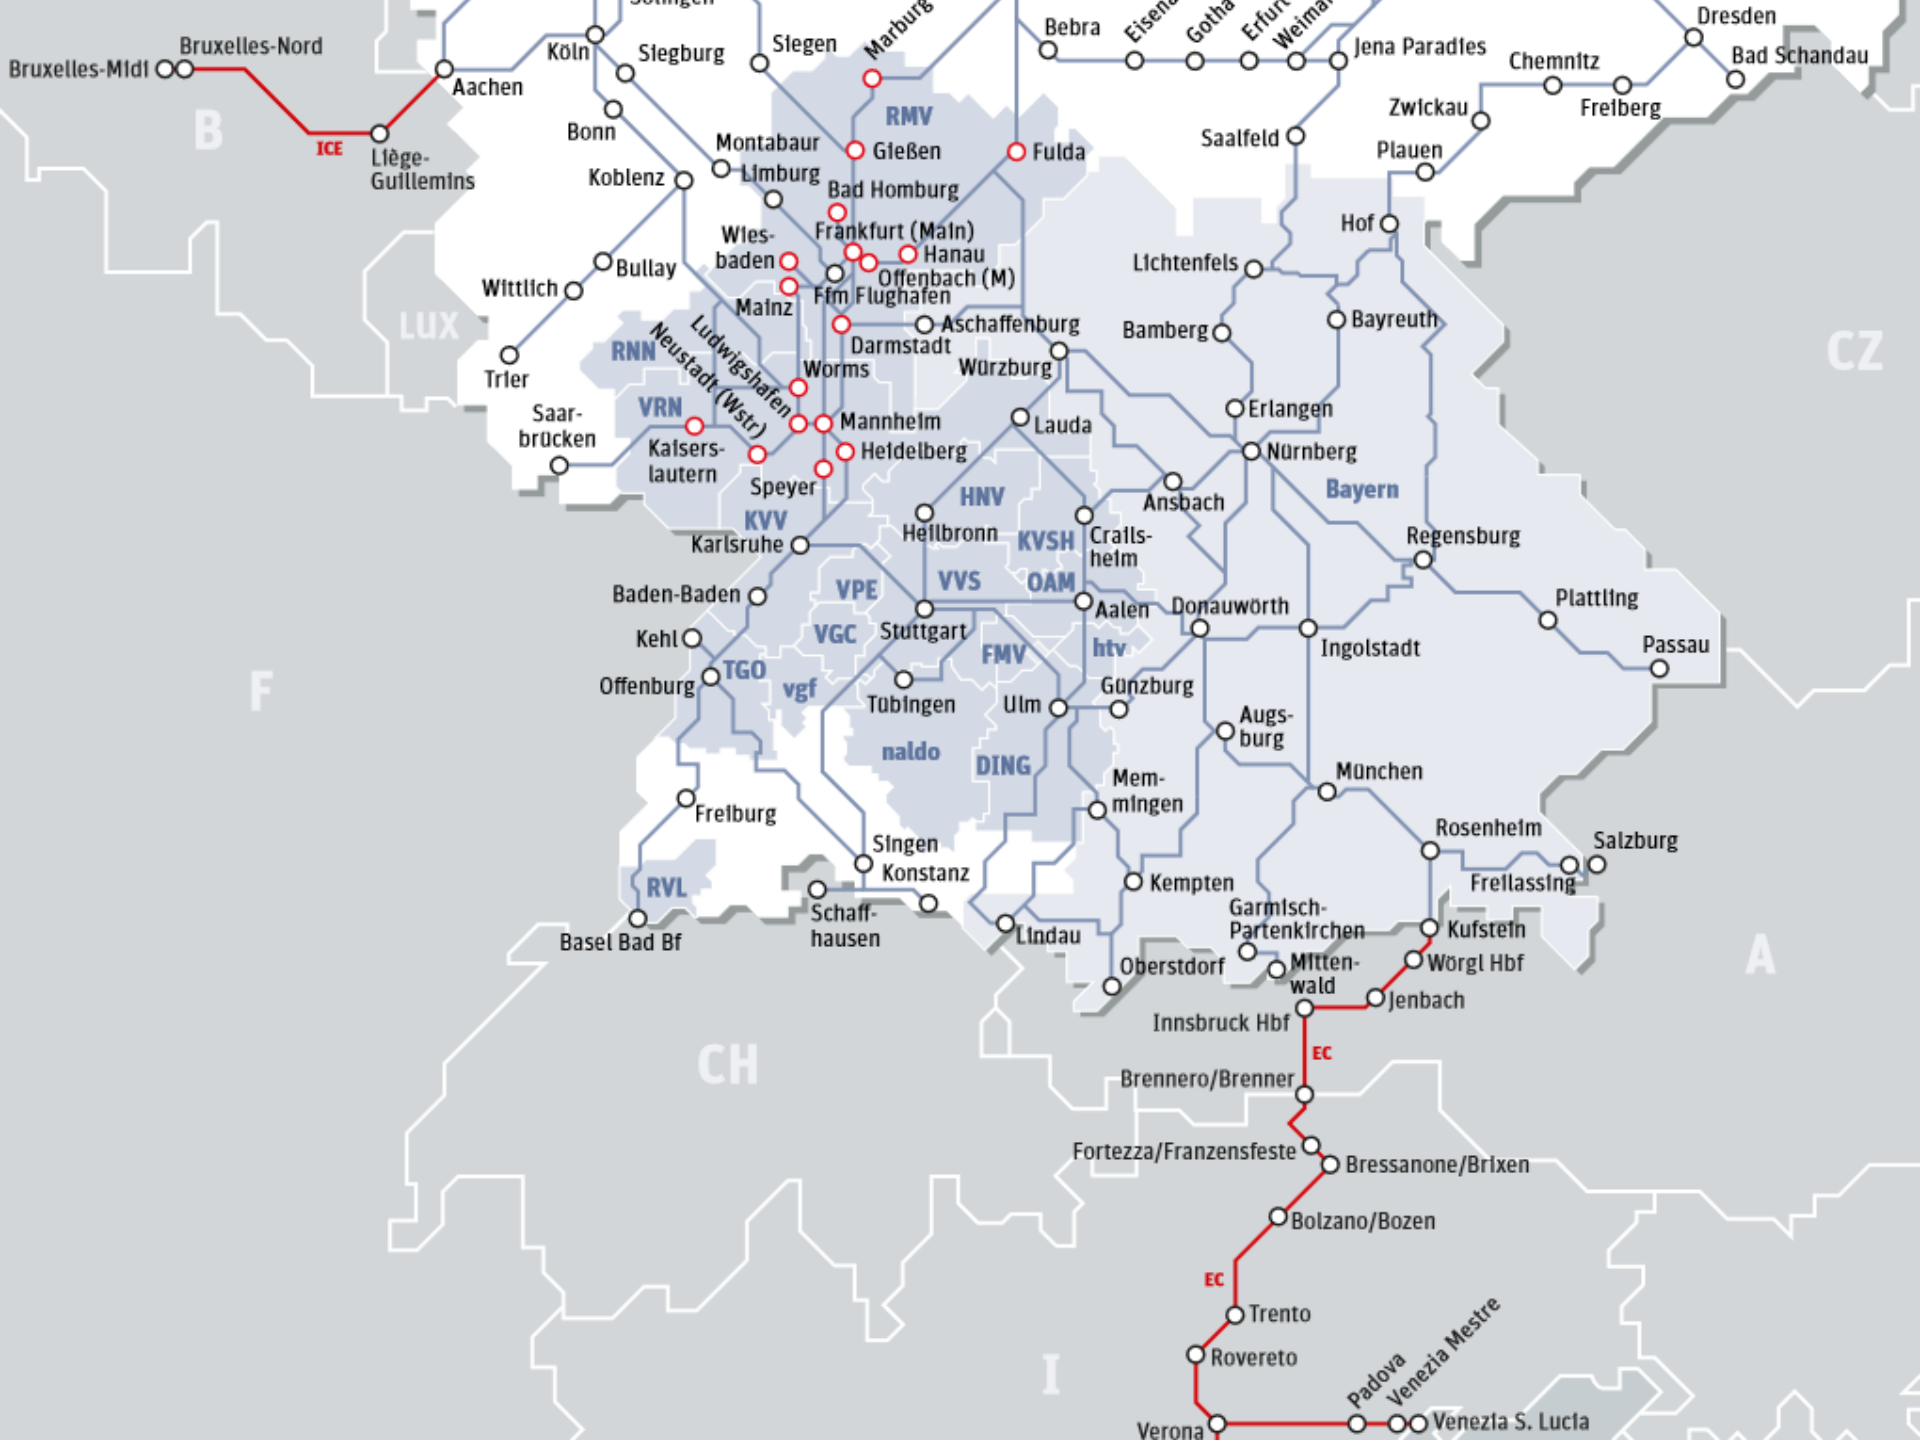 Solingen
Köln
Siegburg
Siegen
Marburg
Bebra
Gotha
Erfurt
Weimar
Jena Paradies
Dresden
Bad Schandau
Chemnitz
Freiberg
Zwickau
Plauen
Saalfeld
Hof
Bruxelles-Midi
Bruxelles-Nord
Aachen
B
ICE
Liège-
Guillemins
Bonn
Koblenz
Montabaur
Limburg
RMV
Gießen
Fulda
Bad Homburg
Frankfurt (Main)
Wies-
baden
Hanau
Offenbach (M)
Mainz
Ffm Flughafen
Bullay
Wittlich
LUX
Trier
RNN
Ludwigshafen
Neustadt (Wstr)
Darmstadt
Aschaffenburg
Würzburg
Worms
VRN
Saar-
brücken
Kaisers-
lautern
Mannheim
Heidelberg
Speyer
Lauda
Lichtenfels
Bamberg
Bayreuth
Erlangen
Nürnberg
Bayern
Ansbach
CZ
KVV
Karlsruhe
HNV
Heilbronn
KVSH
Crails-
heim
Regensburg
Baden-Baden
VPE
VVS
OAM
Aalen
Donauwörth
Plattling
Kehl
VGC
Stuttgart
FMV
htv
Ingolstadt
Passau
F
TGO
Offenburg
vgf
Tübingen
Ulm
Günzburg
Augs-
burg
naldo
DING
Mem-
mingen
München
Freiburg
Singen
Konstanz
Rosenheim
Salzburg
Freilassing
RVL
Schaff-
hausen
Kempten
Basel Bad Bf
Lindau
Garmisch-
Partenkirchen
Kufstein
Oberstdorf
Mitten-
wald
Wörgl Hbf
A
Jenbach
Innsbruck Hbf
CH
EC
Brennero/Brenner
Fortezza/Franzensfeste
Bressanone/Brixen
Bolzano/Bozen
EC
Trento
Rovereto
I
Padova
Venezia Mestre
Verona
Venezia S. Lucia